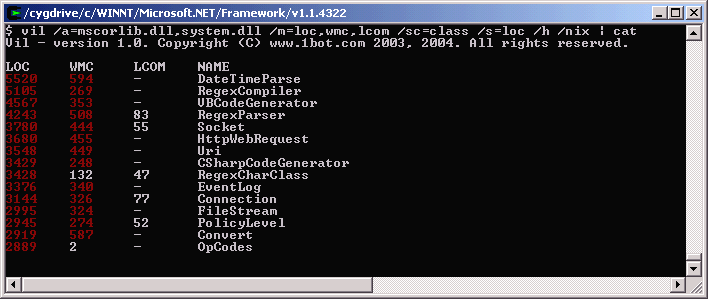 /cygdrive/c/WINNT/Microsoft.NET/Framework/v1.1.4322
$ vil /a=mscorlib.dll,system.dll /m=loc,wmc,lcom /sc=class /s=loc /h /nix | cat
Vil - version 1.0. Copyright (C) www.1bot.com 2003, 2004. All rights reserved.
LOC WMC LCOM NAME
5520 594 - DateTimeParse
5105 269 - RegexCompiler
4567 353 - VBCodeGenerator
4243 508 83 RegexParser
3780 444 55 Socket
3680 455 - HttpWebRequest
3548 449 - Uri
3429 248 - CSharpCodeGenerator
3428 132 47 RegexCharClass
3376 340 - EventLog
3144 326 77 Connection
2995 324 - FileStream
2945 274 52 PolicyLevel
2919 587 - Convert
2889 2 - OpCodes